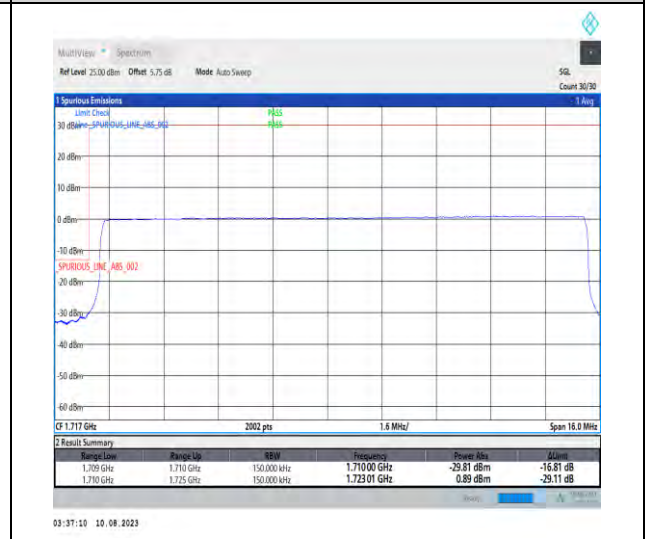 MultiView Spectrum
Ref Level 25.00 dBm Offset 5.75 dB Mode Auto Sweep SGL
Count 30/30
1 Spurious Emissions 1 Avg
Limit Check PASS
30 dBm Line _SPURIOUS_LINE_ABS_002 PASS
20 dBm
10 dBm
0 dBm
-10 dBm
_SPURIOUS_LINE_ABS_002
-20 dBm
-30 dBm
-40 dBm
-50 dBm
-60 dBm
CF 1.717 GHz 2002 pts 1.6 MHz/ Span 16.0 MHz
2 Result Summary
Range Low Range Up RBW Frequency Power Abs ΔLimit
1.709 GHz 1.710 GHz 150.000 kHz 1.71000 GHz -29.81 dBm -16.81 dB
1.710 GHz 1.725 GHz 150.000 kHz 1.72301 GHz 0.89 dBm -29.11 dB
03:37:10 10.08.2023